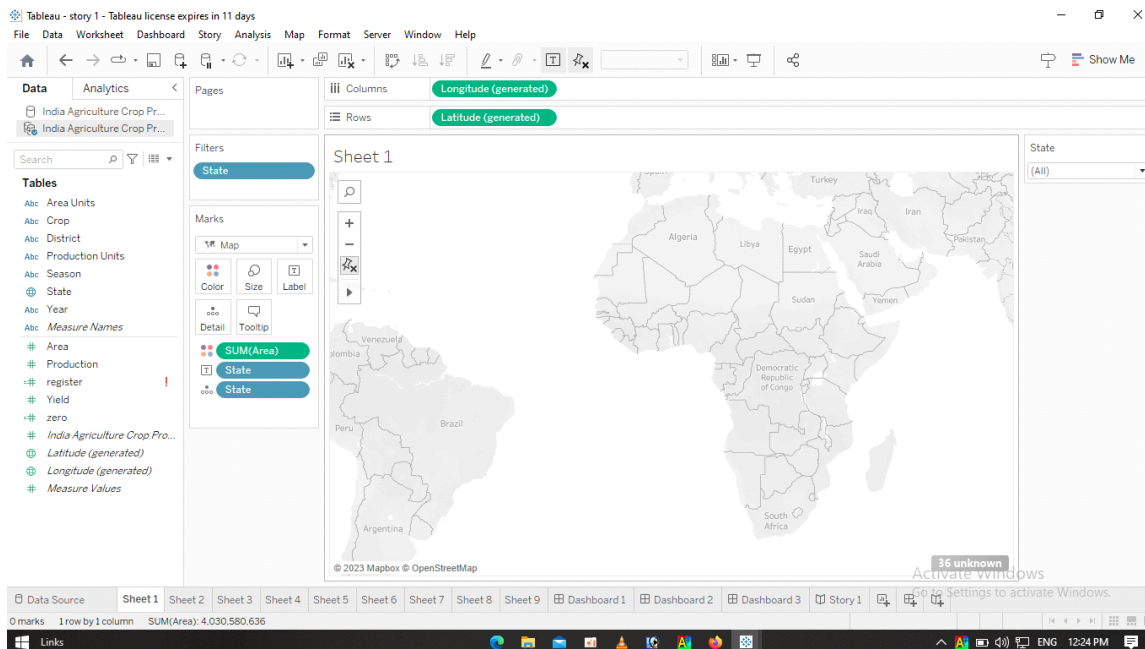 Tableau - story 1 - Tableau license expires in 11 days
File Data Worksheet Dashboard Story Analysis Map Format Server Window Help
Show Me
Data Analytics
Pages
Columns Longitude (generated)
Rows Latitude (generated)
India Agriculture Crop Pr...
India Agriculture Crop Pr...
Search
Tables
Abc Area Units
Abc Crop
Abc District
Abc Production Units
Abc Season
State
Abc Year
Abc Measure Names
# Area
# Production
=# register !
# Yield
=# zero
# India Agriculture Crop Pro...
Latitude (generated)
Longitude (generated)
# Measure Values
Filters
State
Marks
Map
Color Size Label
Detail Tooltip
SUM(Area)
State
State
Sheet 1
Turkey
Iraq Iran
Algeria Libya Egypt
Saudi
Arabia
Pakistan
Sudan Yemen
Venezuela
Democratic
Republic
of Congo
Peru Brazil
South
Africa
Argentina
36 unknown
© 2023 Mapbox © OpenStreetMap
State
(All)
Activate Windows
Go to Settings to activate Windows.
Data Source Sheet 1 Sheet 2 Sheet 3 Sheet 4 Sheet 5 Sheet 6 Sheet 7 Sheet 8 Sheet 9 Dashboard 1 Dashboard 2 Dashboard 3 Story 1
0 marks 1 row by 1 column SUM(Area): 4,030,580,636
Links ENG 12:24 PM